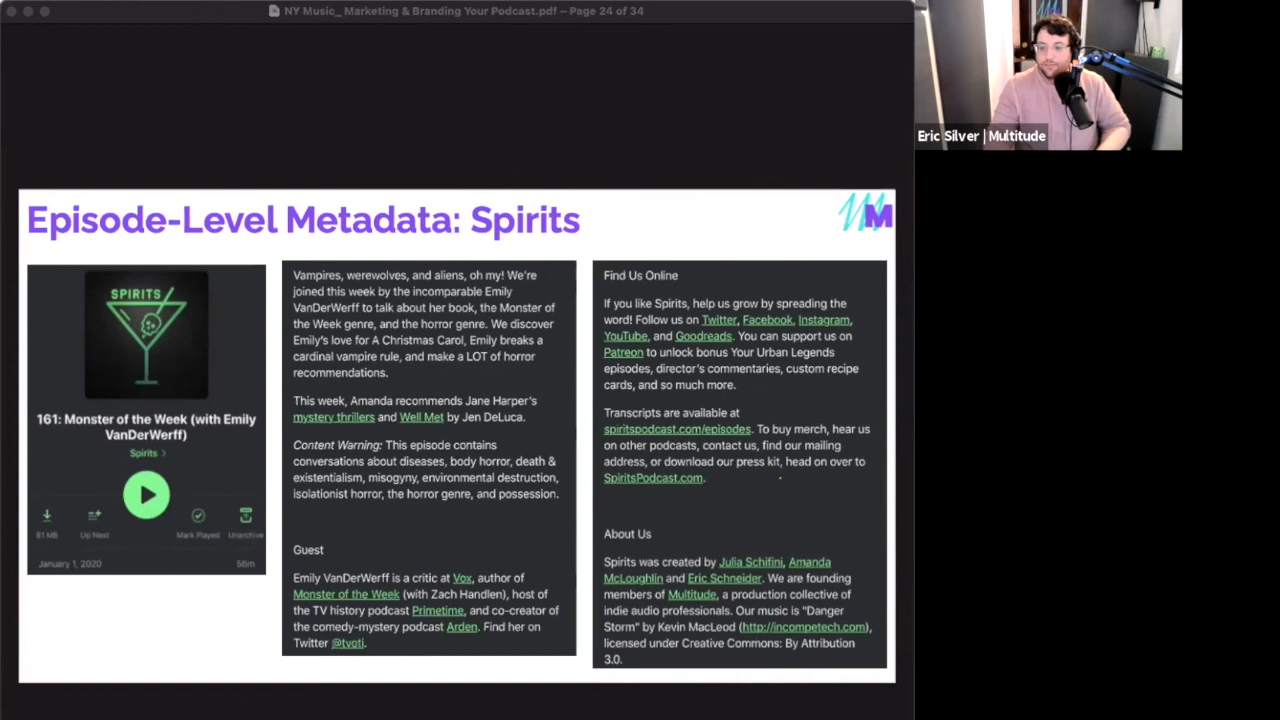 NY Music_ Marketing & Branding Your Podcast.pdf – Page 24 of 34
Eric Silver | Multitude
Episode-Level Metadata: Spirits
M
SPIRITS
161: Monster of the Week (with Emily
VanDerWerff)
Spirits >
81 MB
Up Next
Mark Played
Unarchive
January 1, 2020
56m
Vampires, werewolves, and aliens, oh my! We're
joined this week by the incomparable Emily
VanDerWerff to talk about her book, the Monster of
the Week genre, and the horror genre. We discover
Emily's love for A Christmas Carol, Emily breaks a
cardinal vampire rule, and make a LOT of horror
recommendations.
This week, Amanda recommends Jane Harper's
mystery thrillers and Well Met by Jen DeLuca.
Content Warning: This episode contains
conversations about diseases, body horror, death &
existentialism, misogyny, environmental destruction,
isolationist horror, the horror genre, and possession.
Guest
Emily VanDerWerff is a critic at Vox, author of
Monster of the Week (with Zach Handlen), host of
the TV history podcast Primetime, and co-creator of
the comedy-mystery podcast Arden. Find her on
Twitter @tvoti.
Find Us Online
If you like Spirits, help us grow by spreading the
word! Follow us on Twitter, Facebook, Instagram,
YouTube, and Goodreads. You can support us on
Patreon to unlock bonus Your Urban Legends
episodes, director's commentaries, custom recipe
cards, and so much more.
Transcripts are available at
spiritspodcast.com/episodes. To buy merch, hear us
on other podcasts, contact us, find our mailing
address, or download our press kit, head on over to
SpiritsPodcast.com.
About Us
Spirits was created by Julia Schifini, Amanda
McLoughlin and Eric Schneider. We are founding
members of Multitude, a production collective of
indie audio professionals. Our music is "Danger
Storm" by Kevin MacLeod (http://incompetech.com),
licensed under Creative Commons: By Attribution
3.0.